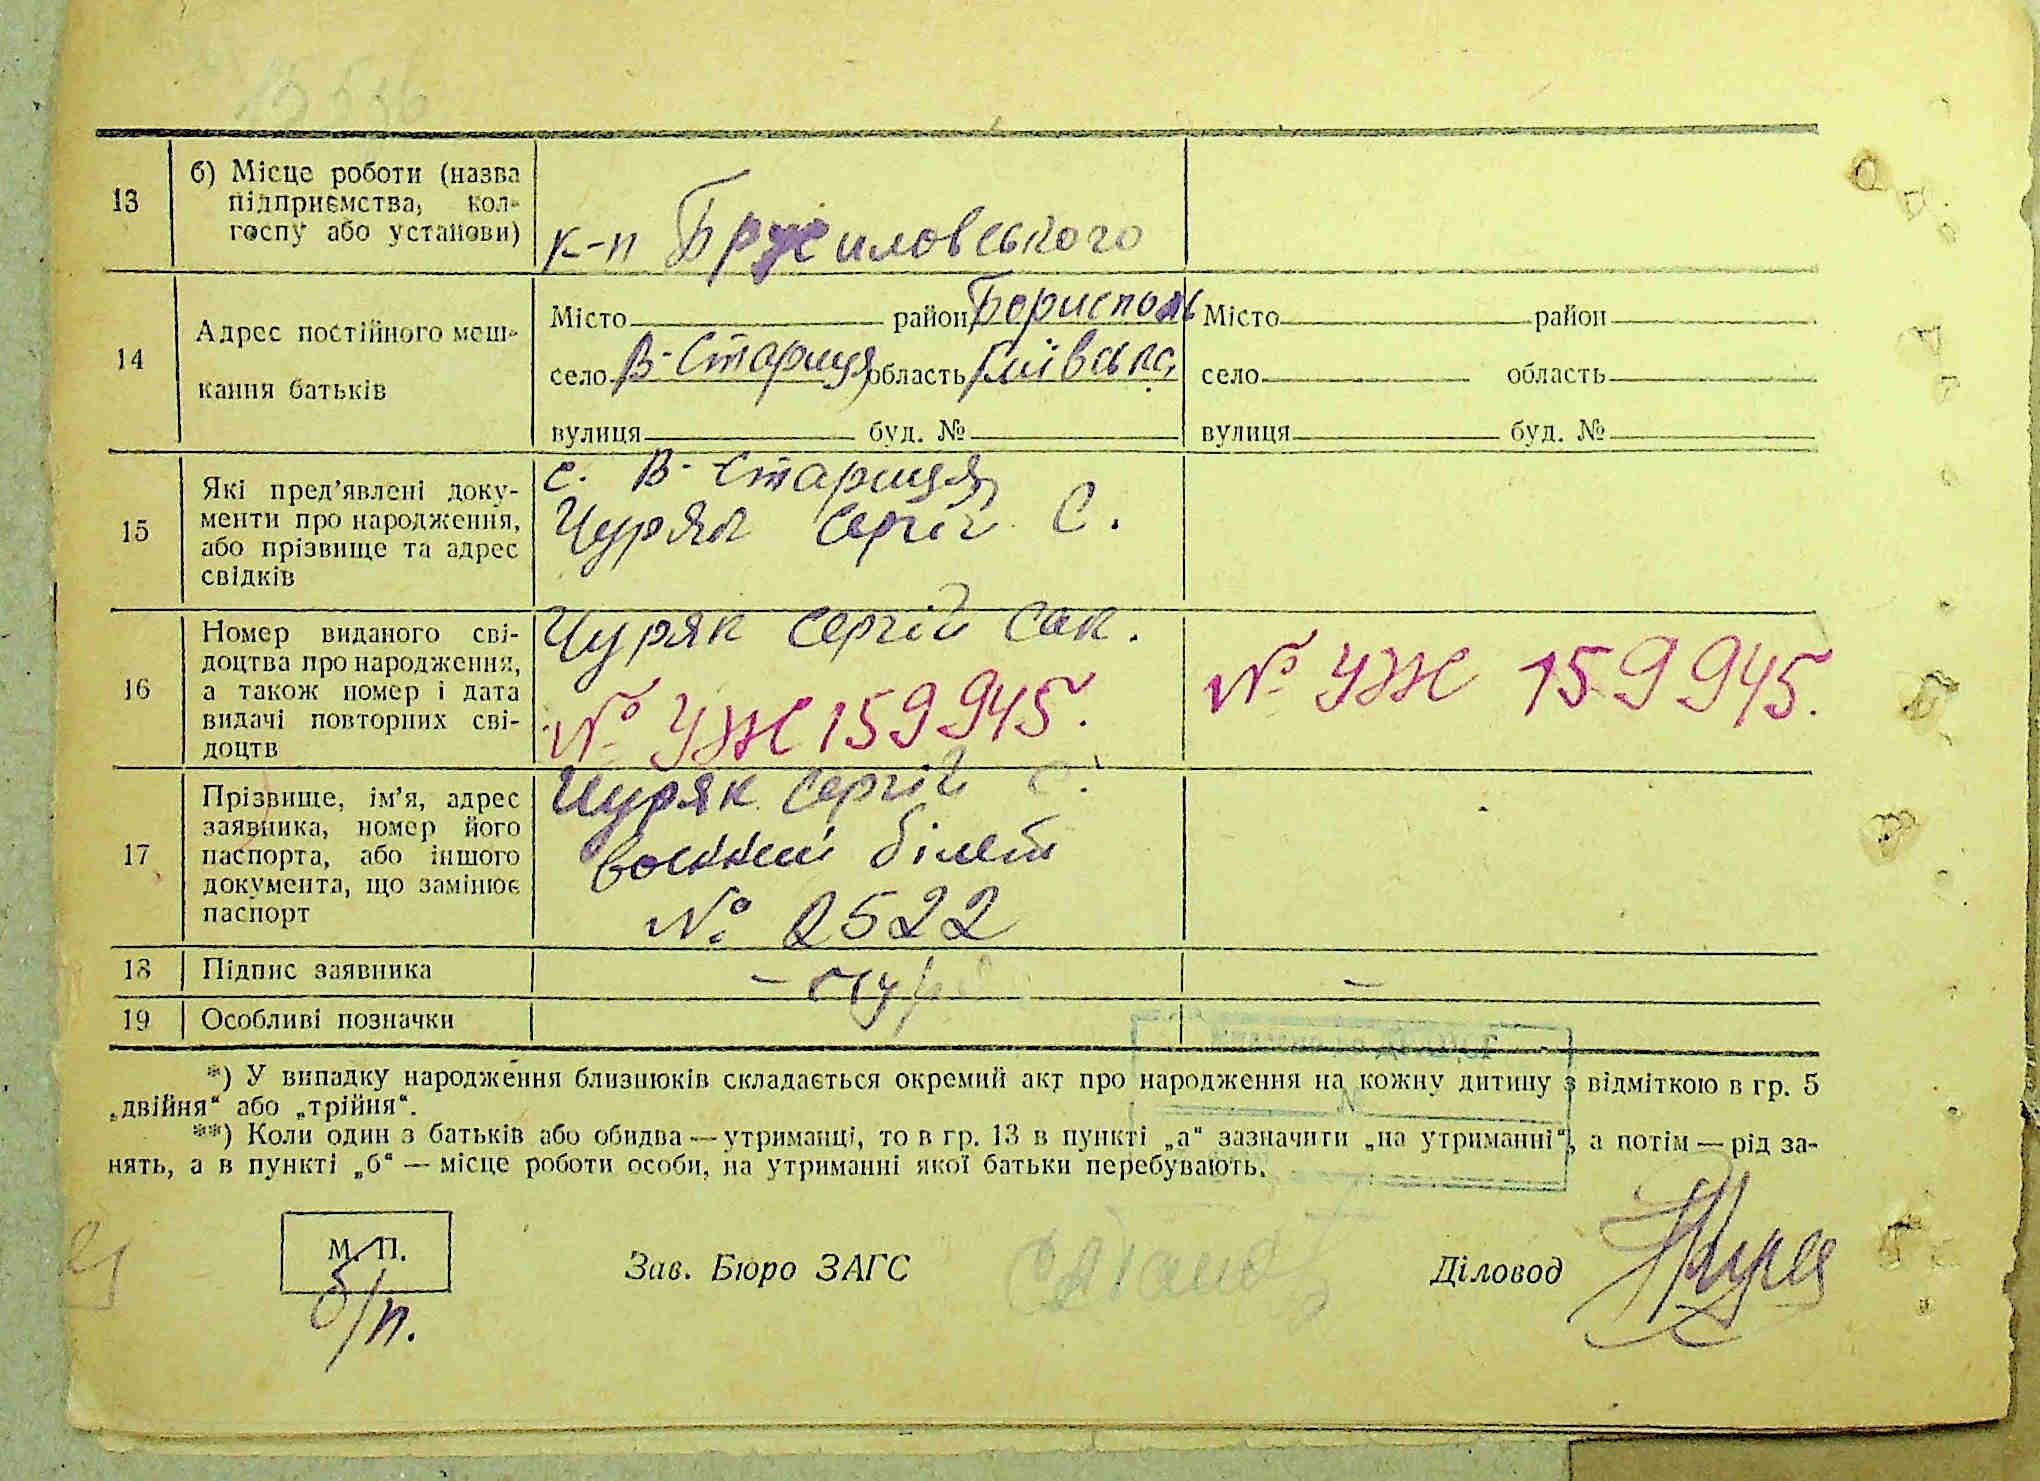 13
б) Місце роботи (назва
підприємства, кол-
госпу або установи)
к-п Брусиловського
14
Адрес постійного меш-
кання батьків
Місто район Бориспольс
село В-Стариця область Київська
вулиця буд. №
Місто район
село область
вулиця буд. №
15
Які пред’явлені доку-
менти про народження,
або прізвище та адрес
свідків
с. В-Стариця
Чуряк Сергій С.
16
Номер виданого сві-
доцтва про народження,
а також номер і дата
видачі повторних сві-
доцтв
Чуряк Сергій Сак.
№ УЖ 159945.
№ УЖ 159945.
17
Прізвище, ім’я, адрес
заявника, номер його
паспорта, або іншого
документа, що замінює
паспорт
Чуряк Сергій С.
воєнний білет
№ 2522
18
Підпис заявника
–
–
19
Особливі позначки
*) У випадку народження близнюків складається окремий акт про народження на кожну дитину з відміткою в гр. 5
„двійня“ або „трійня“.
**) Коли один з батьків або обидва — утриманці, то в гр. 13 в пункті „а“ зазначити „на утриманні“, а потім — рід за-
нять, а в пункті „б“ — місце роботи особи, на утриманні якої батьки перебувають.
М. П.
б/п.
Зав. Бюро ЗАГС
Діловод